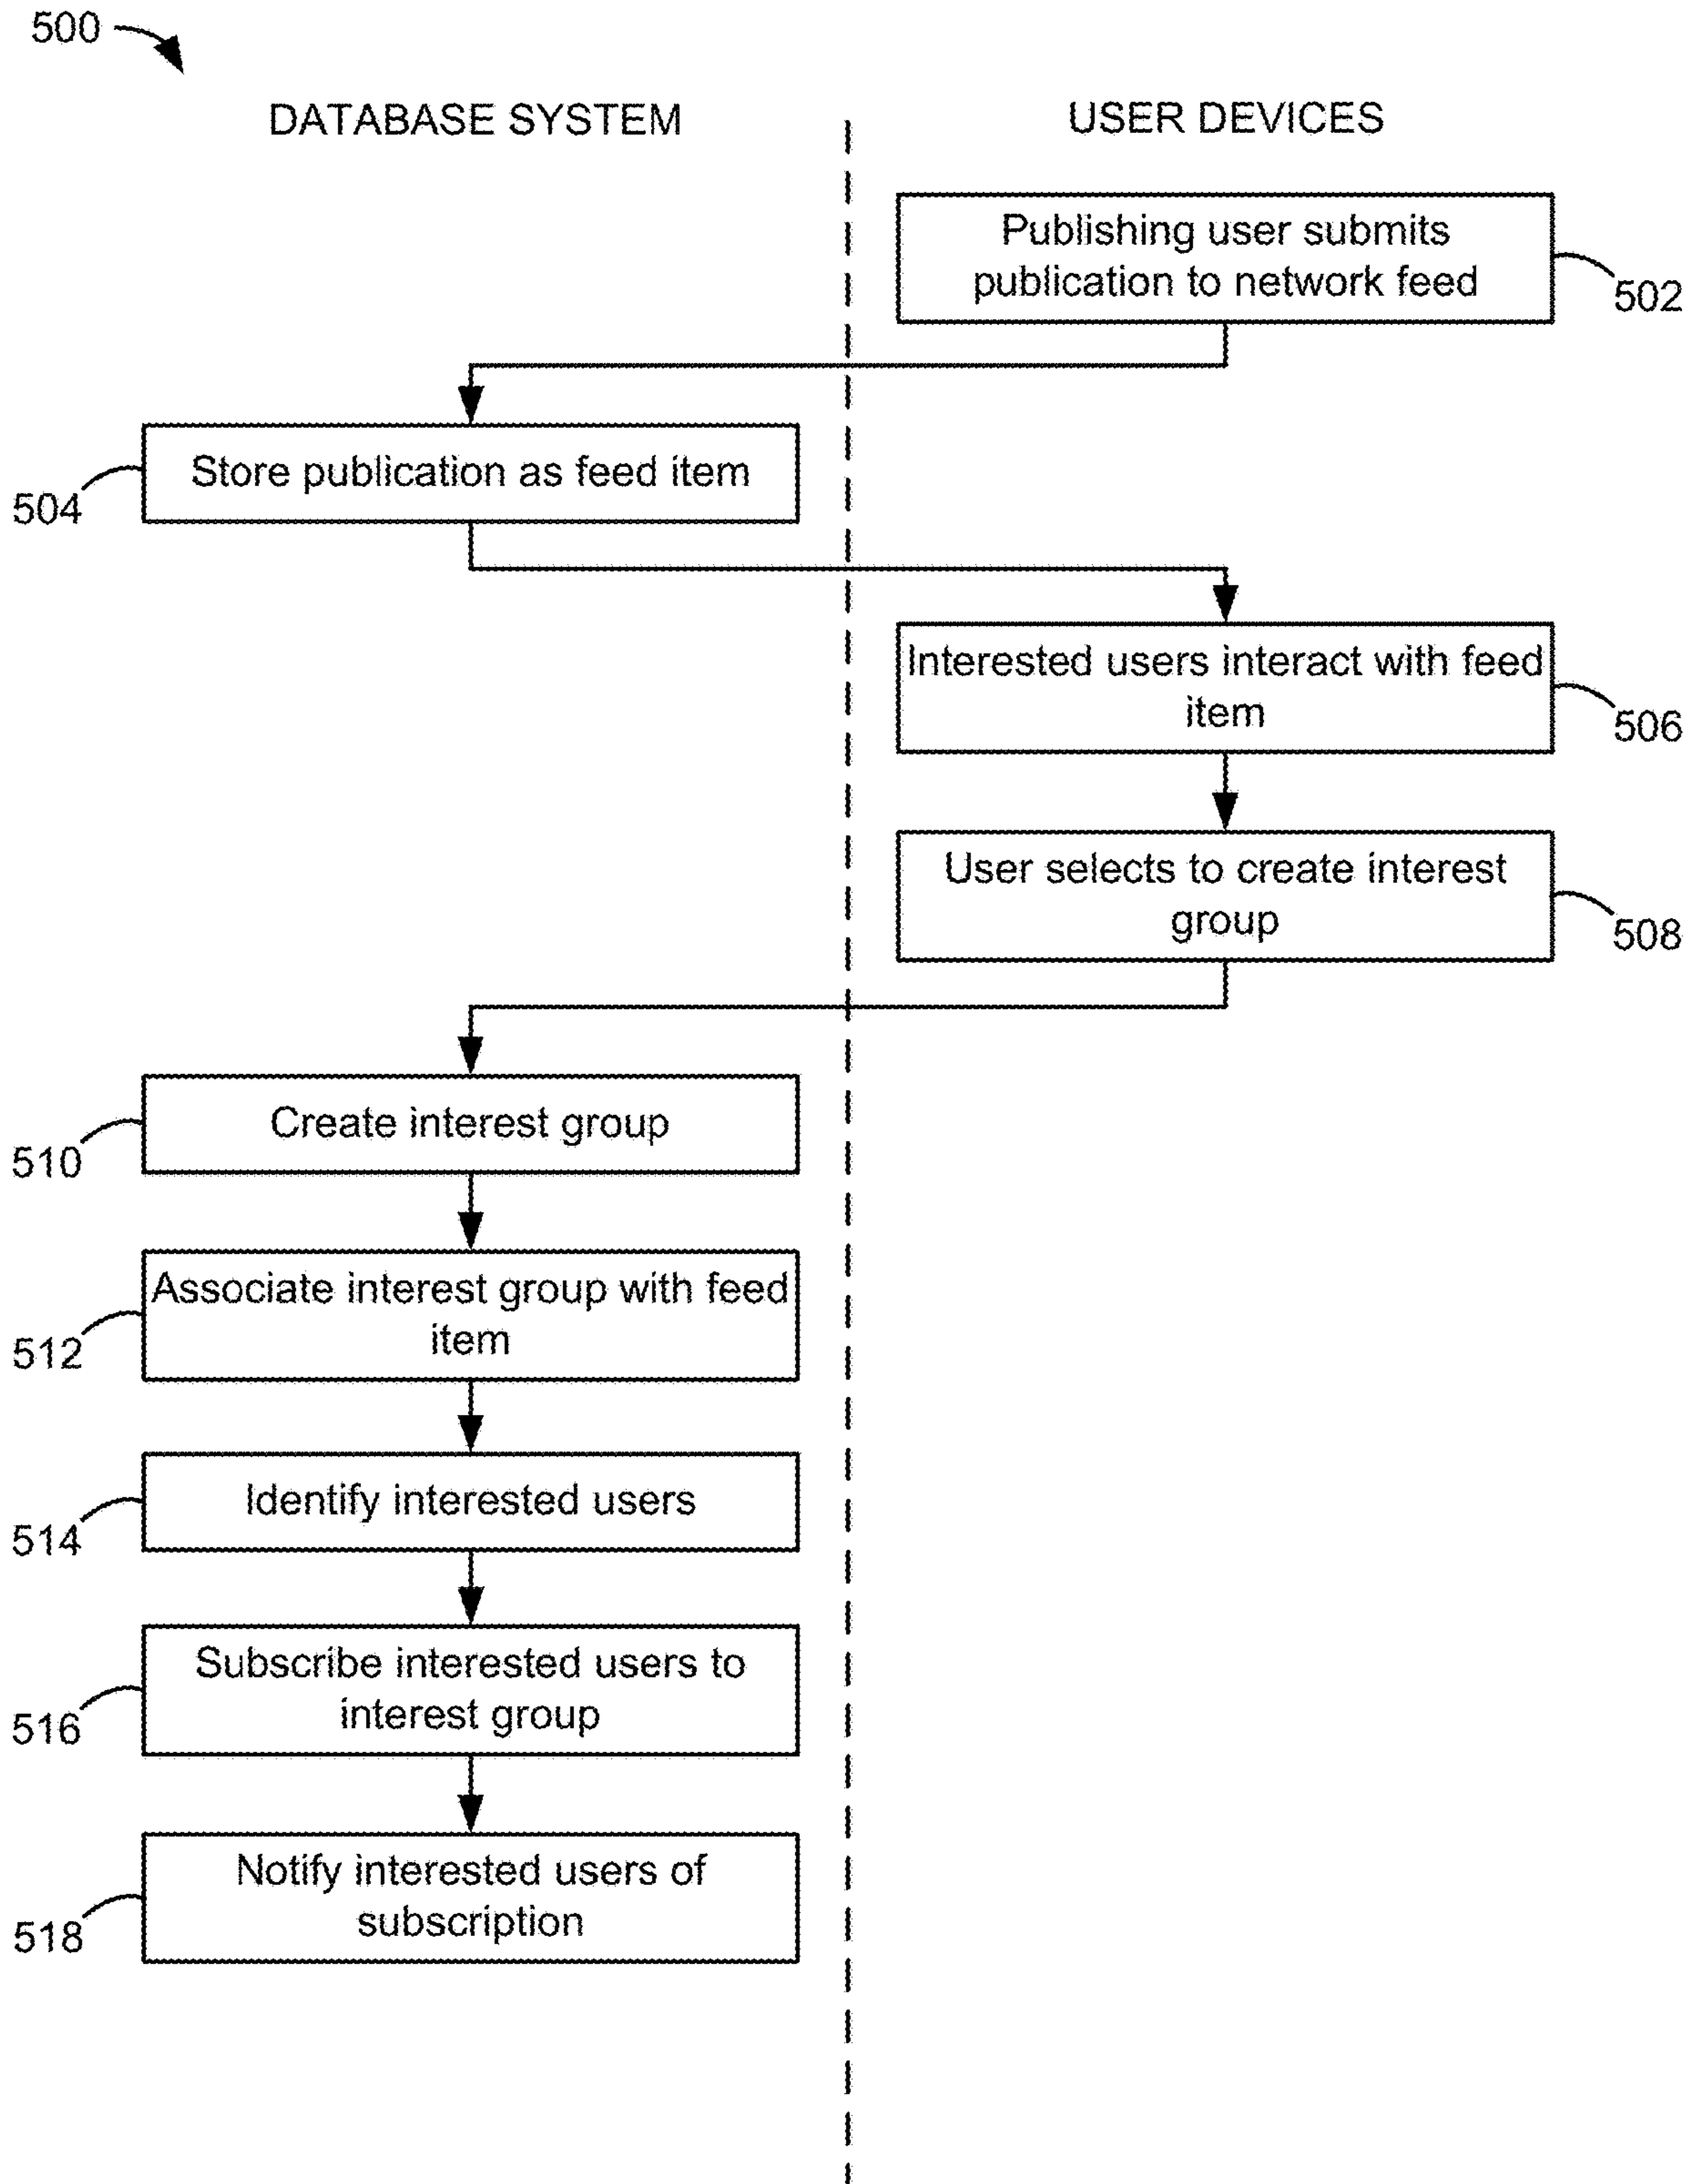 500
DATABASE SYSTEM
USER DEVICES
Publishing user submits
publication to network feed
502
Store publication as feed item
504
Interested users interact with feed
item
506
User selects to create interest
group
508
Create interest group
510
Associate interest group with feed
item
512
Identify interested users
514
Subscribe interested users to
interest group
516
Notify interested users of
subscription
518